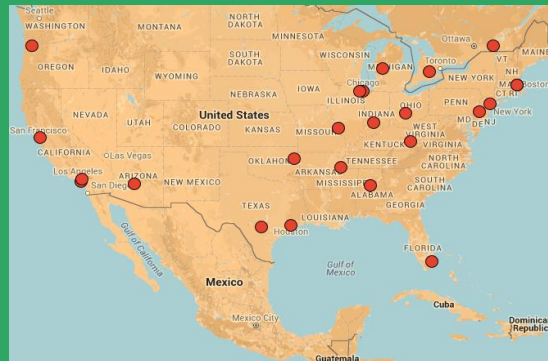 Seattle
WASHINGTON
MONTANA
NORTH
DAKOTA
MINNESOTA
Ottawa
MAINE
OREGON
IDAHO
WYOMING
SOUTH
DAKOTA
WISCONSIN
MICHIGAN
Toronto
VT
NH
NEW YORK
MA
Boston
CT RI
NEBRASKA
IOWA
Chicago
ILLINOIS
INDIANA
OHIO
PENN
New York
MD
DE
NJ
NEVADA
UTAH
COLORADO
United States
KANSAS
MISSOURI
WEST
VIRGINIA
KENTUCKY
VIRGINIA
San Francisco
CALIFORNIA
Las Vegas
Los Angeles
San Diego
ARIZONA
NEW MEXICO
OKLAHOMA
ARKANSAS
TENNESSEE
NORTH
CAROLINA
MISSISSIPPI
ALABAMA
SOUTH
CAROLINA
GEORGIA
TEXAS
LOUISIANA
Houston
FLORIDA
Gulf of
California
Gulf of
Mexico
Mexico
Mexico City
Cuba
Dominican
Republic
Guatemala